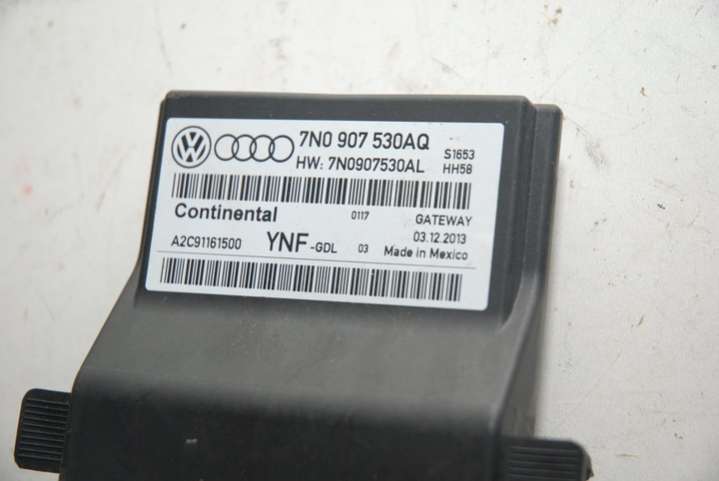 7N0 907 530AQ
HW: 7N0907530AL
S1653
HH58
Continental 0117 GATEWAY
03.12.2013
A2C91161500 YNF-GDL 03 Made in Mexico